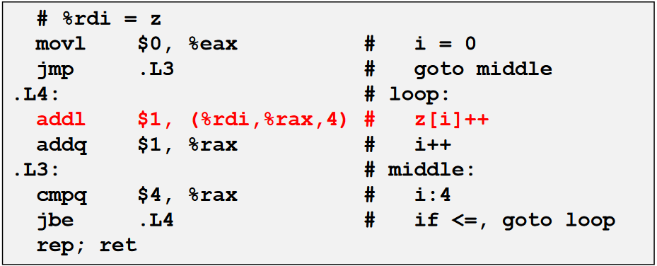 # %rdi = z
movl $0, %eax # i = 0
jmp .L3 # goto middle
.L4: # loop:
addl $1, (%rdi,%rax,4) # z[i]++
addq $1, %rax # i++
.L3: # middle:
cmpq $4, %rax # i:4
jbe .L4 # if <=, goto loop
rep; ret